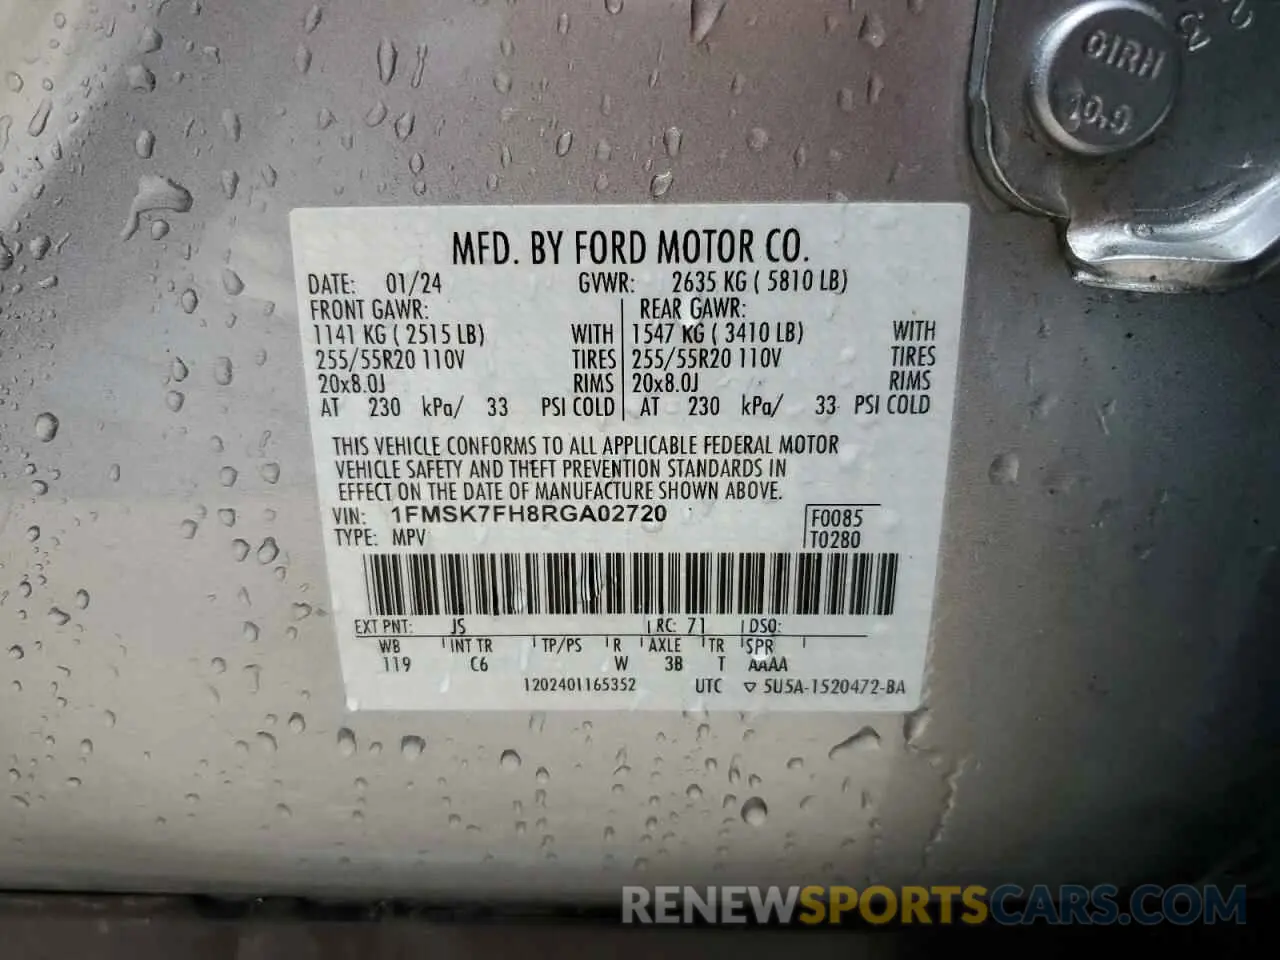 OIRH
10.9
MFD. BY FORD MOTOR CO.
DATE: 01/24 GVWR: 2635 KG ( 5810 LB)
FRONT GAWR: REAR GAWR:
1141 KG ( 2515 LB) WITH 1547 KG ( 3410 LB) WITH
255/55R20 110V TIRES 255/55R20 110V TIRES
20x8.0J RIMS 20x8.0J RIMS
AT 230 kPa/ 33 PSI COLD AT 230 kPa/ 33 PSI COLD
THIS VEHICLE CONFORMS TO ALL APPLICABLE FEDERAL MOTOR
VEHICLE SAFETY AND THEFT PREVENTION STANDARDS IN
EFFECT ON THE DATE OF MANUFACTURE SHOWN ABOVE.
VIN: 1FMSK7FH8RGA02720 F0085
TYPE: MPV T0280
EXT PNT: JS RC: 71 DSO:
WB INT TR TP/PS R AXLE TR SPR
119 C6 W 3B T AAAA
1202401165352 UTC ▽ 5U5A-1520472-BA
RENEWSPORTSCARS.COM